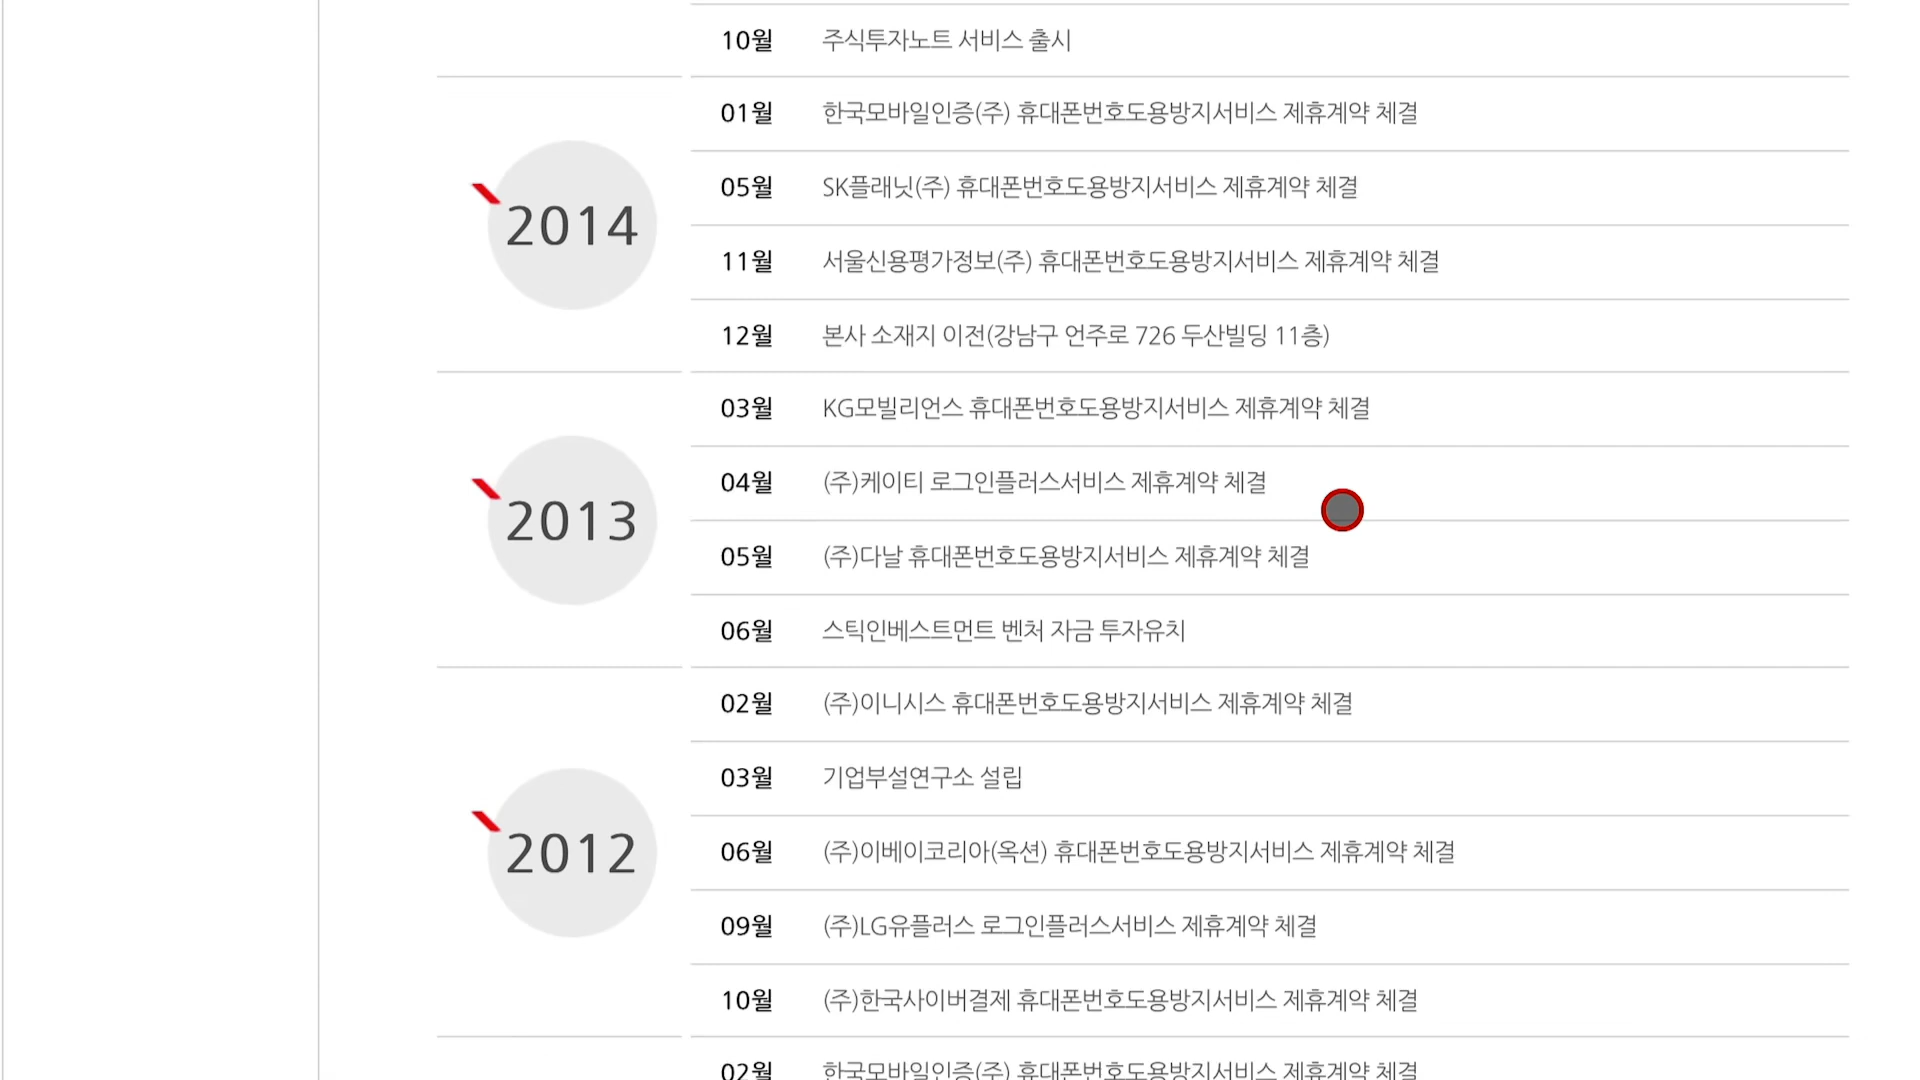 10월 주식투자노트 서비스 출시
2014
01월 한국모바일인증(주) 휴대폰번호도용방지서비스 제휴계약 체결
05월 SK플래닛(주) 휴대폰번호도용방지서비스 제휴계약 체결
11월 서울신용평가정보(주) 휴대폰번호도용방지서비스 제휴계약 체결
12월 본사 소재지 이전(강남구 언주로 726 두산빌딩 11층)
2013
03월 KG모빌리언스 휴대폰번호도용방지서비스 제휴계약 체결
04월 (주)케이티 로그인플러스서비스 제휴계약 체결
05월 (주)다날 휴대폰번호도용방지서비스 제휴계약 체결
06월 스틱인베스트먼트 벤처 자금 투자유치
2012
02월 (주)이니시스 휴대폰번호도용방지서비스 제휴계약 체결
03월 기업부설연구소 설립
06월 (주)이베이코리아(옥션) 휴대폰번호도용방지서비스 제휴계약 체결
09월 (주)LG유플러스 로그인플러스서비스 제휴계약 체결
10월 (주)한국사이버결제 휴대폰번호도용방지서비스 제휴계약 체결
02월 한국모바일인증(주) 휴대폰번호도용방지서비스 제휴계약 체결